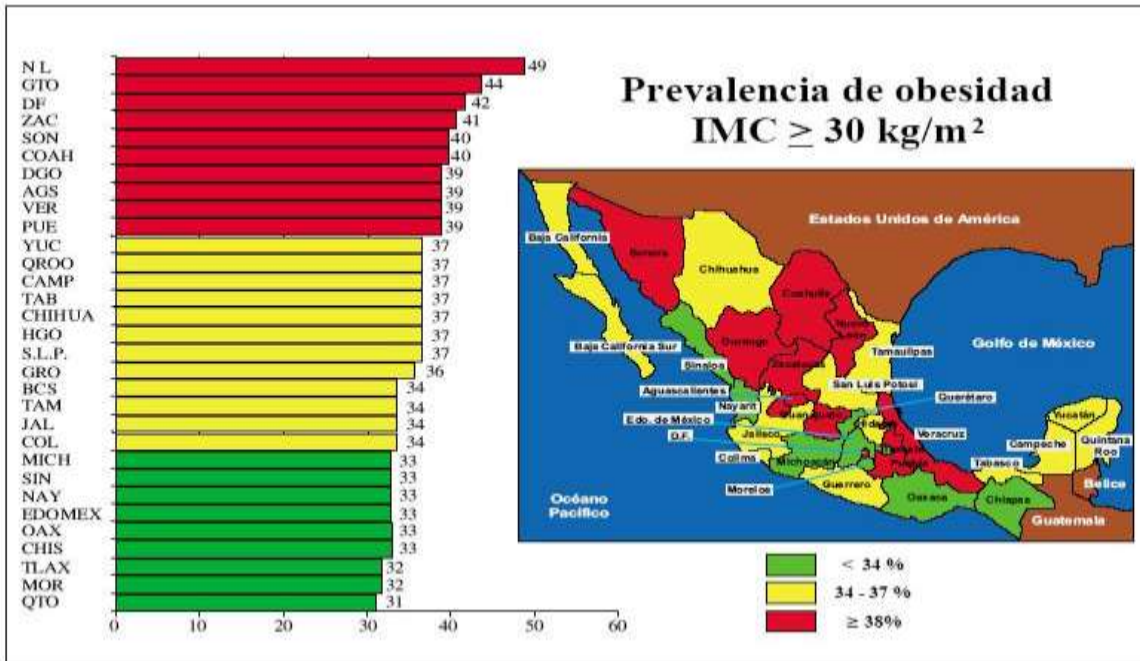 N L 49
GTO 44
DF 42
ZAC 41
SON 40
COAH 40
DGO 39
AGS 39
VER 39
PUE 39
YUC 37
QROO 37
CAMP 37
TAB 37
CHIHUA 37
HGO 37
S.L.P. 37
GRO 36
BCS 34
TAM 34
JAL 34
COL 34
MICH 33
SIN 33
NAY 33
EDOMEX 33
OAX 33
CHIS 33
TLAX 32
MOR 32
QTO 31
0 10 20 30 40 50 60
Prevalencia de obesidad
IMC ≥ 30 kg/m²
Estados Unidos de América
Baja California
Sonora
Chihuahua
Coahuila
Nuevo
León
Durango
Baja California Sur
Tamaulipas
Golfo de México
Sinaloa
Zacatecas
San Luis Potosí
Aguascalientes
Querétaro
Nayarit
Guanajuato
Edo. de México
Hidalgo
Yucatán
Jalisco
Veracruz
D.F.
Campeche
Quintana
Roo
Colima
Michoacán
Puebla
Tabasco
Morelos
Guerrero
Belice
Oaxaca
Chiapas
Océano
Pacífico
Guatemala
< 34 %
34 - 37 %
≥ 38%